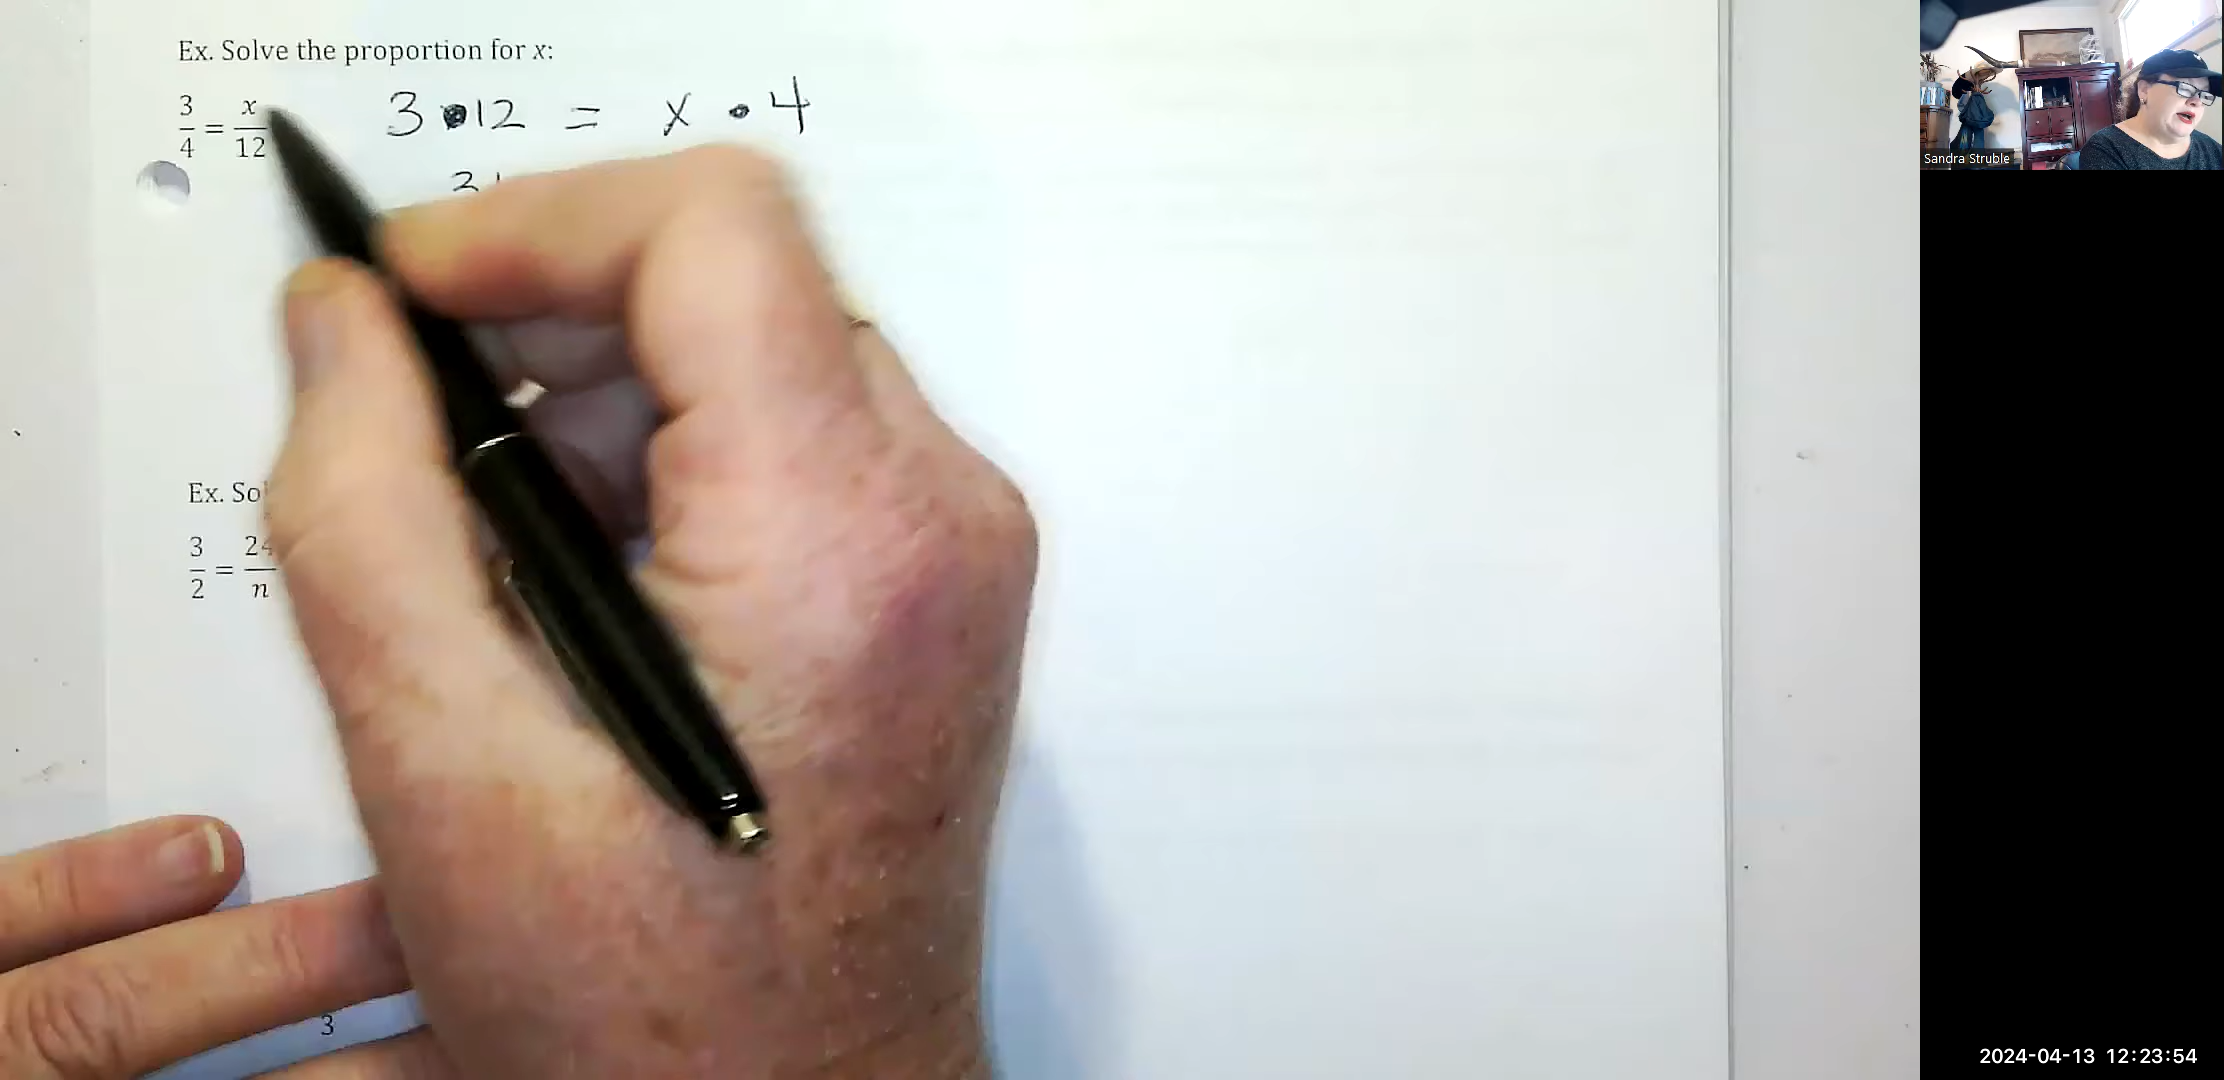 Ex. Solve the proportion for x:
3/4 = x/12
3 • 12 = x • 4
Ex.
3/2 = 24/n
3
Sandra Struble
2024-04-13 12:23:54